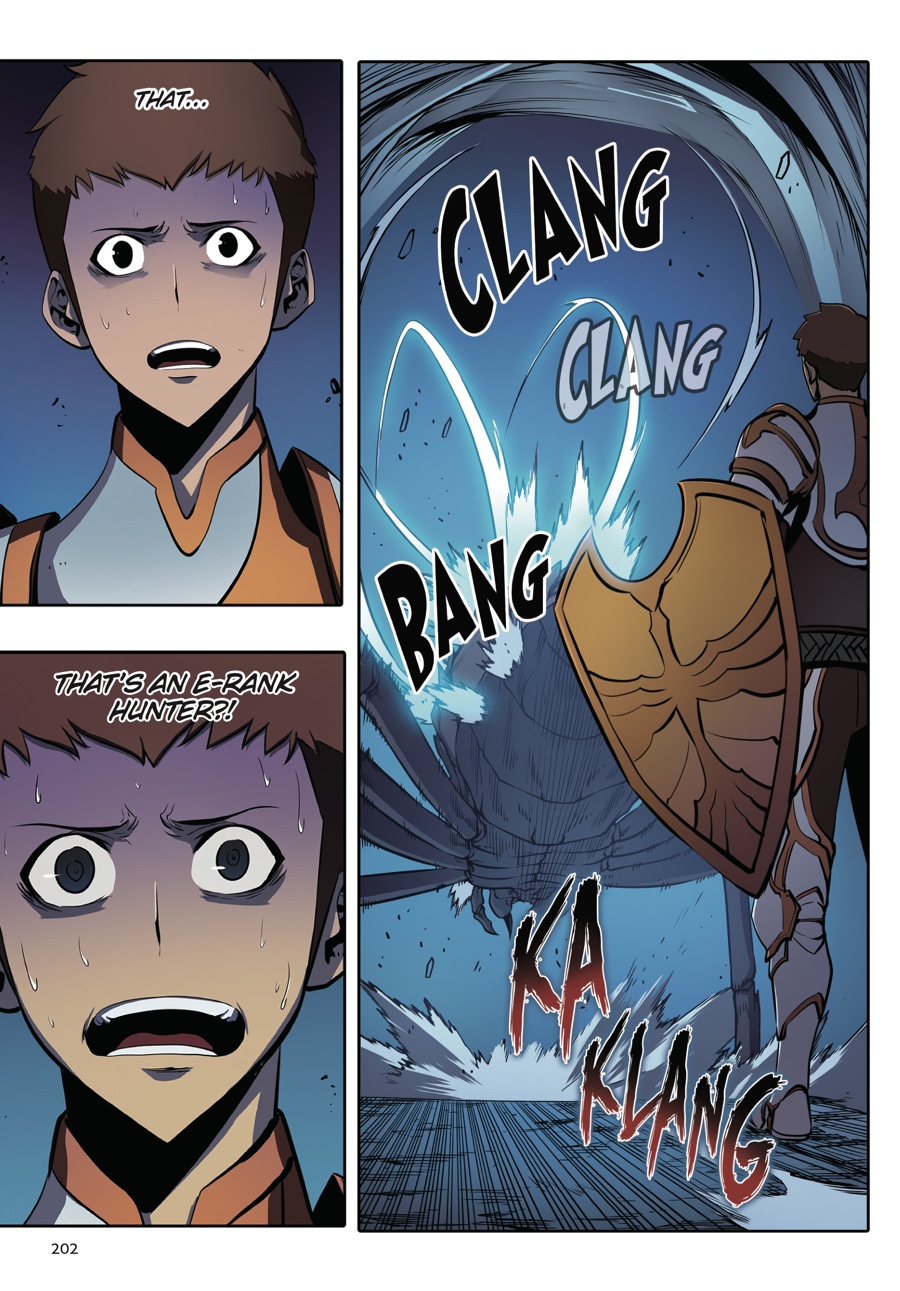 THAT...
THAT'S AN E-RANK
HUNTER?!
CLANG
CLANG
BANG
KA
KLANG
202